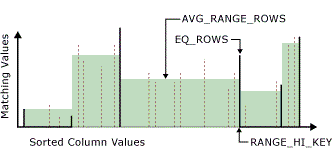 AVG_RANGE_ROWS
EQ_ROWS
Matching Values
Sorted Column Values
RANGE_HI_KEY